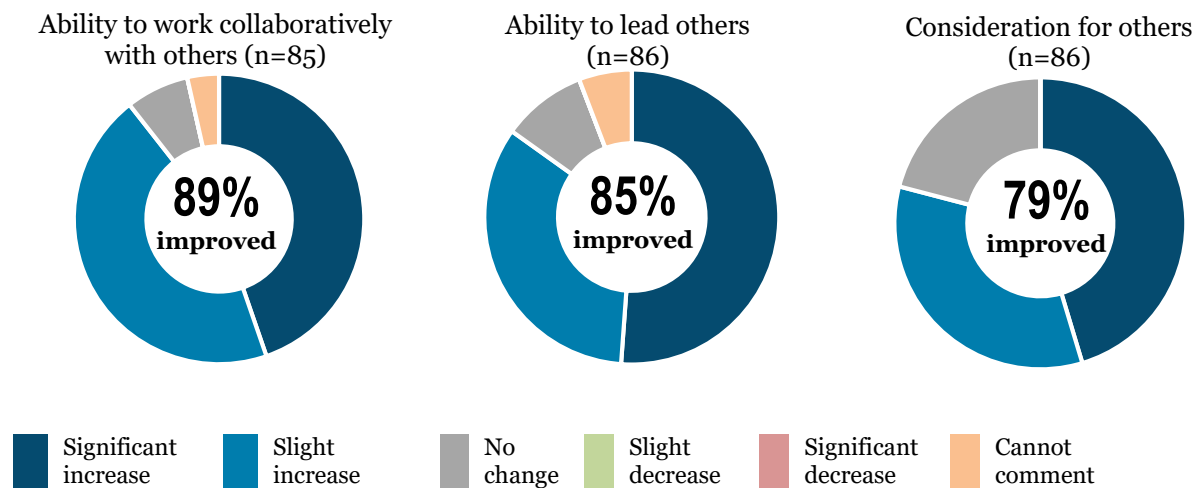 Ability to work collaboratively
with others (n=85)
89%
improved
Ability to lead others
(n=86)
85%
improved
Consideration for others
(n=86)
79%
improved
Significant
increase
Slight
increase
No
change
Slight
decrease
Significant
decrease
Cannot
comment